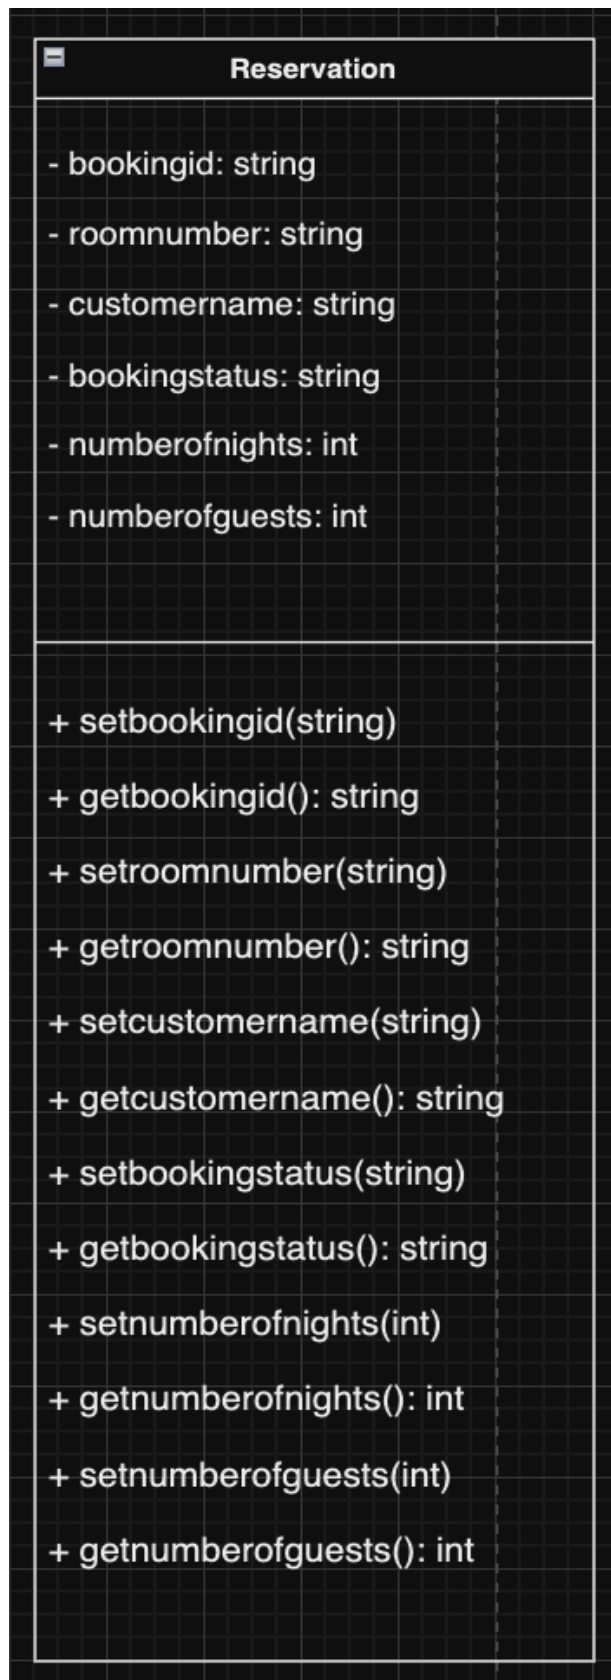 Reservation
- bookingid: string
- roomnumber: string
- customername: string
- bookingstatus: string
- numberofnights: int
- numberofguests: int
+ setbookingid(string)
+ getbookingid(): string
+ setroomnumber(string)
+ getroomnumber(): string
+ setcustomername(string)
+ getcustomername(): string
+ setbookingstatus(string)
+ getbookingstatus(): string
+ setnumberofnights(int)
+ getnumberofnights(): int
+ setnumberofguests(int)
+ getnumberofguests(): int